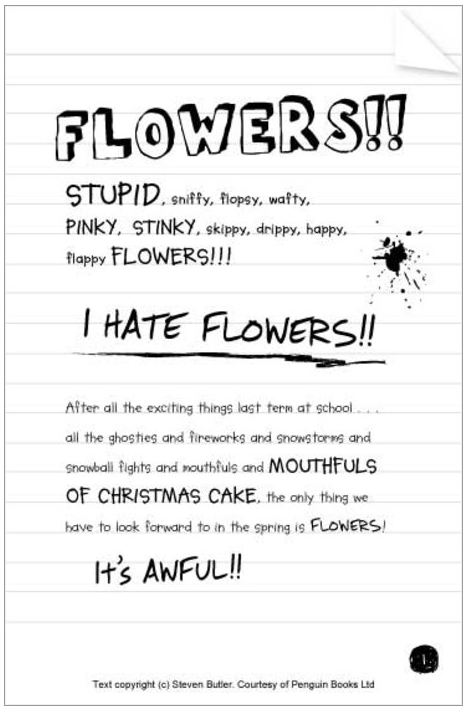 FLOWERS!!
STUPID, sniffy, flopsy, wafty,
PINKY, STINKY, skippy, drippy, happy,
flappy FLOWERS!!!
I HATE FLOWERS!!
After all the exciting things last term at school . . .
all the ghosties and fireworks and snowstorms and
snowball fights and mouthfuls and MOUTHFULS
OF CHRISTMAS CAKE, the only thing we
have to look forward to in the spring is FLOWERS!
It's AWFUL!!
1
Text copyright (c) Steven Butler. Courtesy of Penguin Books Ltd